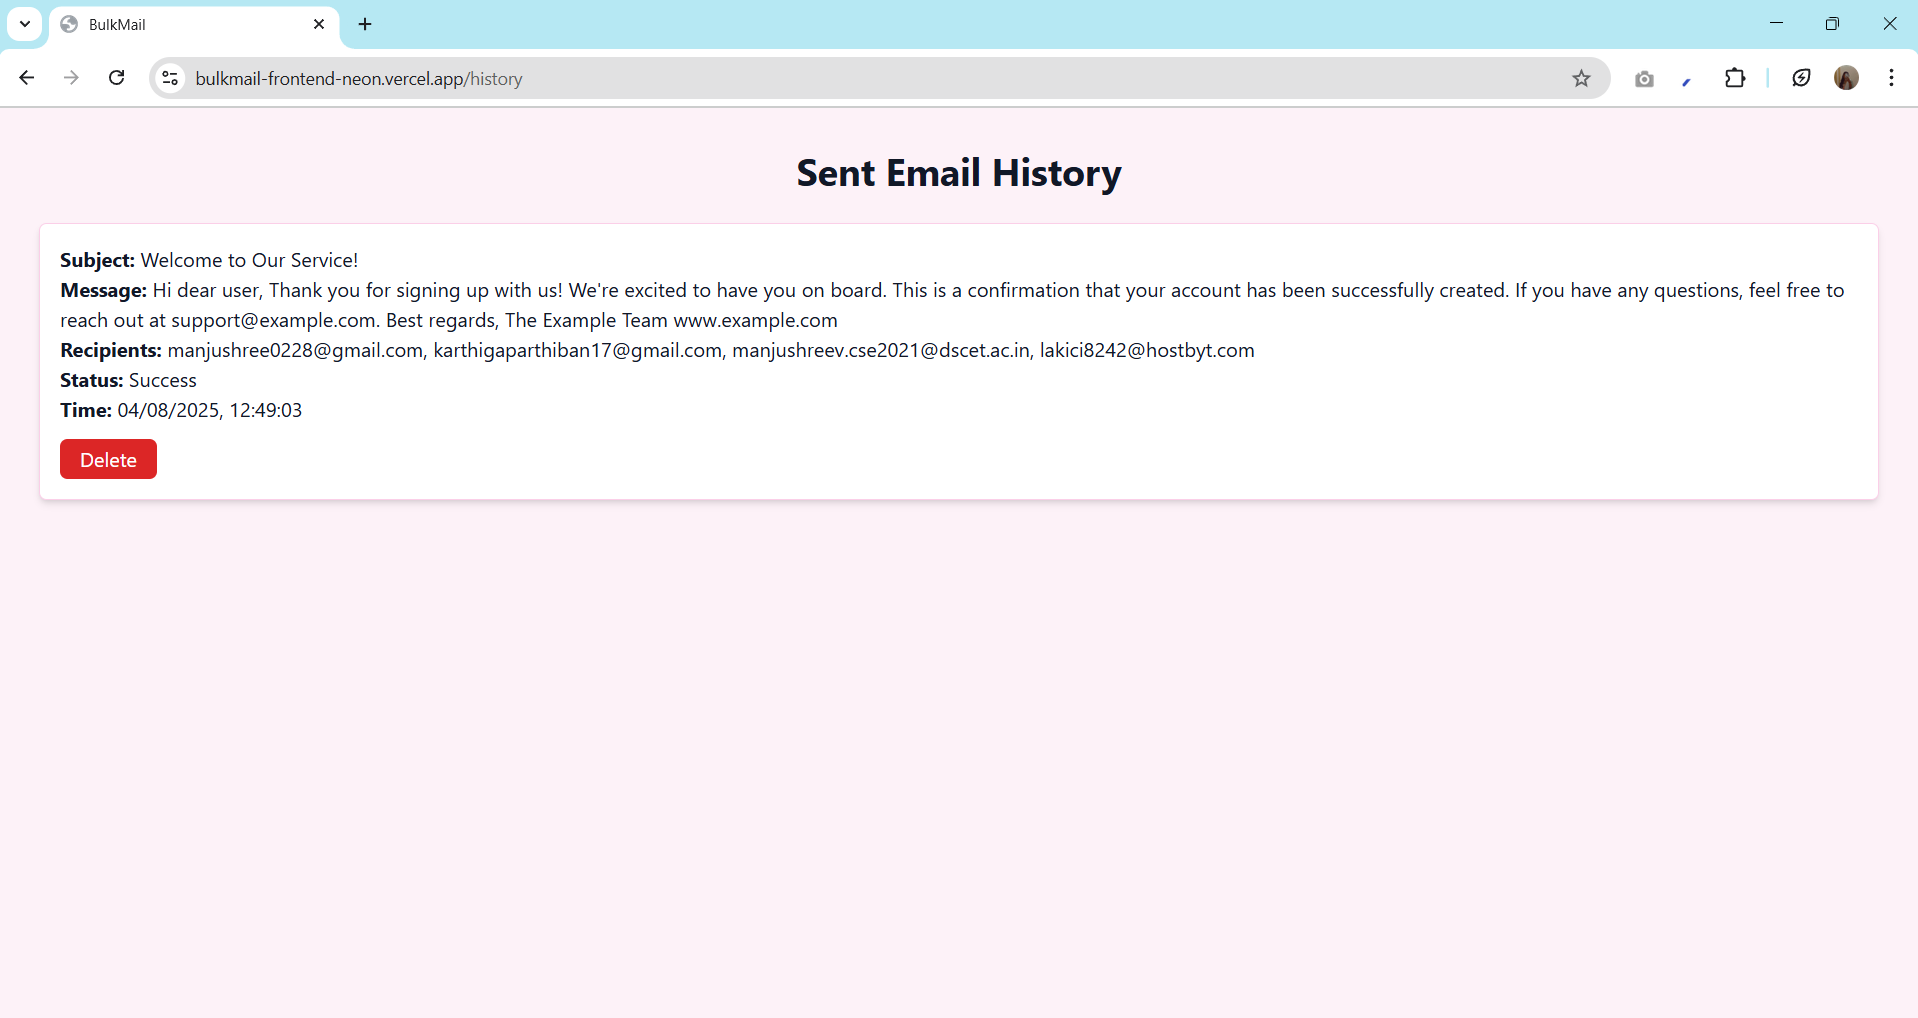 BulkMail
bulkmail-frontend-neon.vercel.app/history
Sent Email History
Subject: Welcome to Our Service!
Message: Hi dear user, Thank you for signing up with us! We're excited to have you on board. This is a confirmation that your account has been successfully created. If you have any questions, feel free to
reach out at support@example.com. Best regards, The Example Team www.example.com
Recipients: manjushree0228@gmail.com, karthigaparthiban17@gmail.com, manjushreev.cse2021@dscet.ac.in, lakici8242@hostbyt.com
Status: Success
Time: 04/08/2025, 12:49:03
Delete